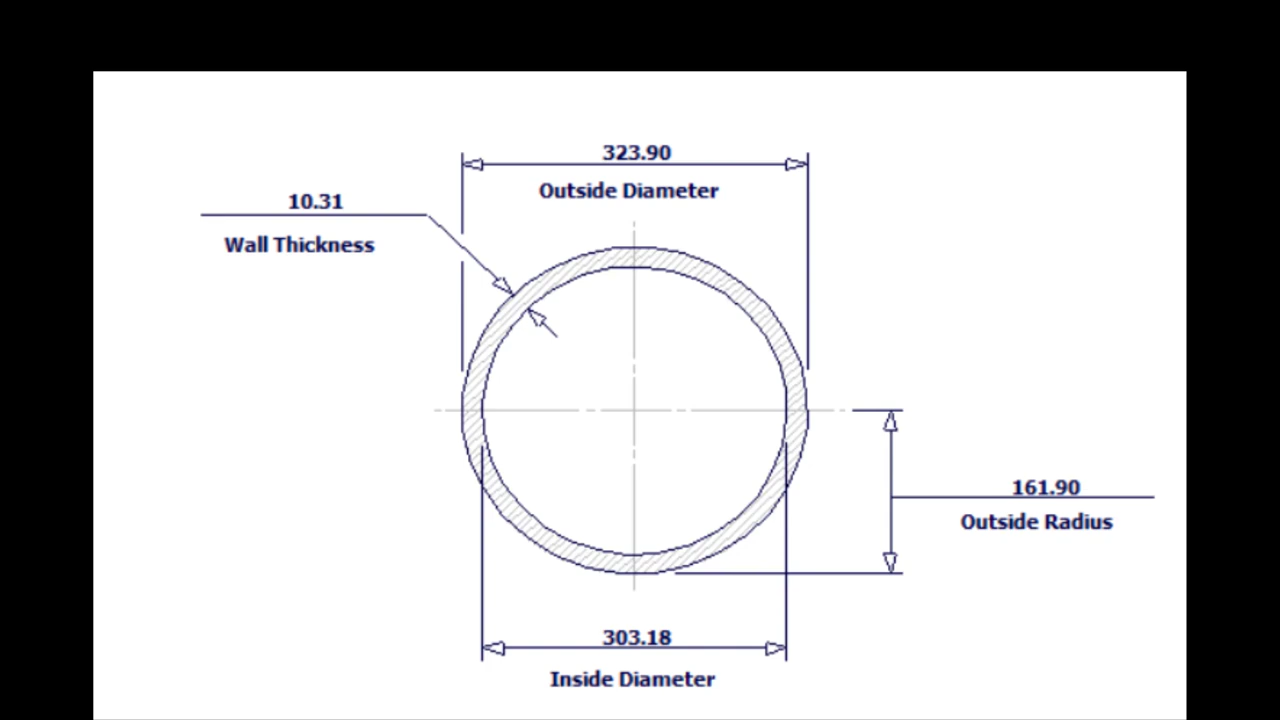 323.90
Outside Diameter
10.31
Wall Thickness
161.90
Outside Radius
303.18
Inside Diameter